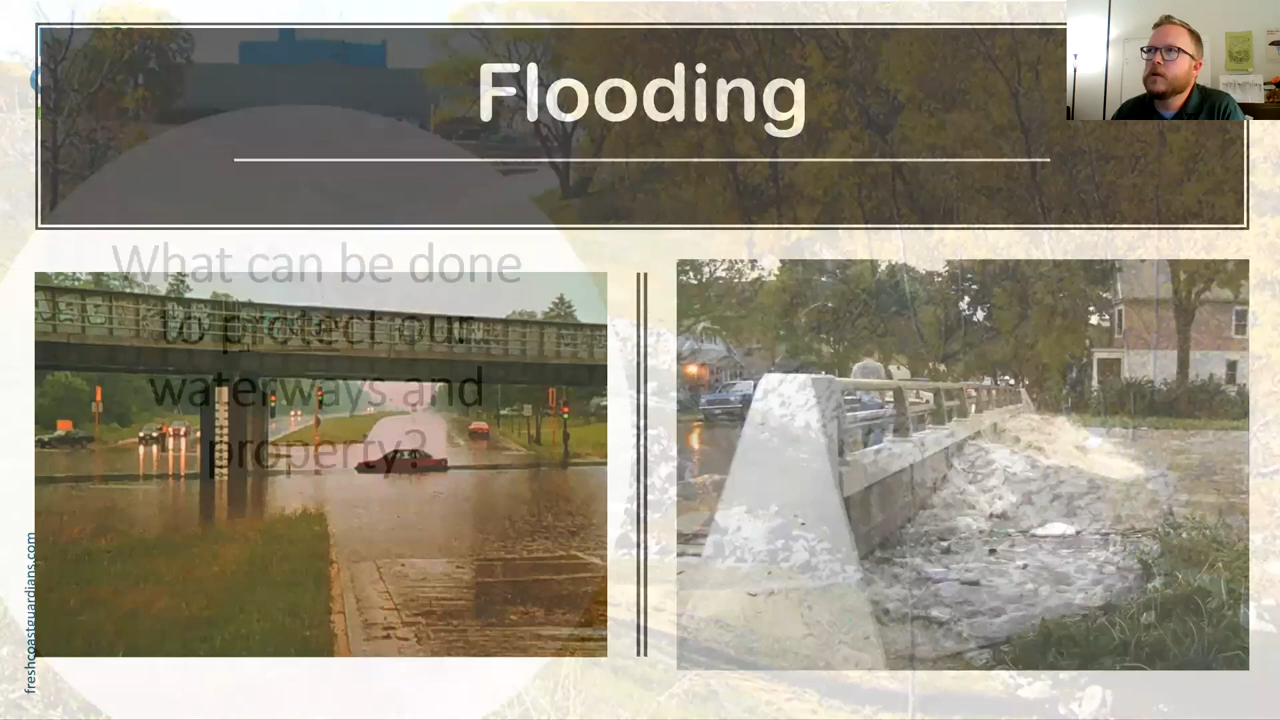 Flooding
What can be done
to protect our
waterways and
property?
freshcoastguardians.com